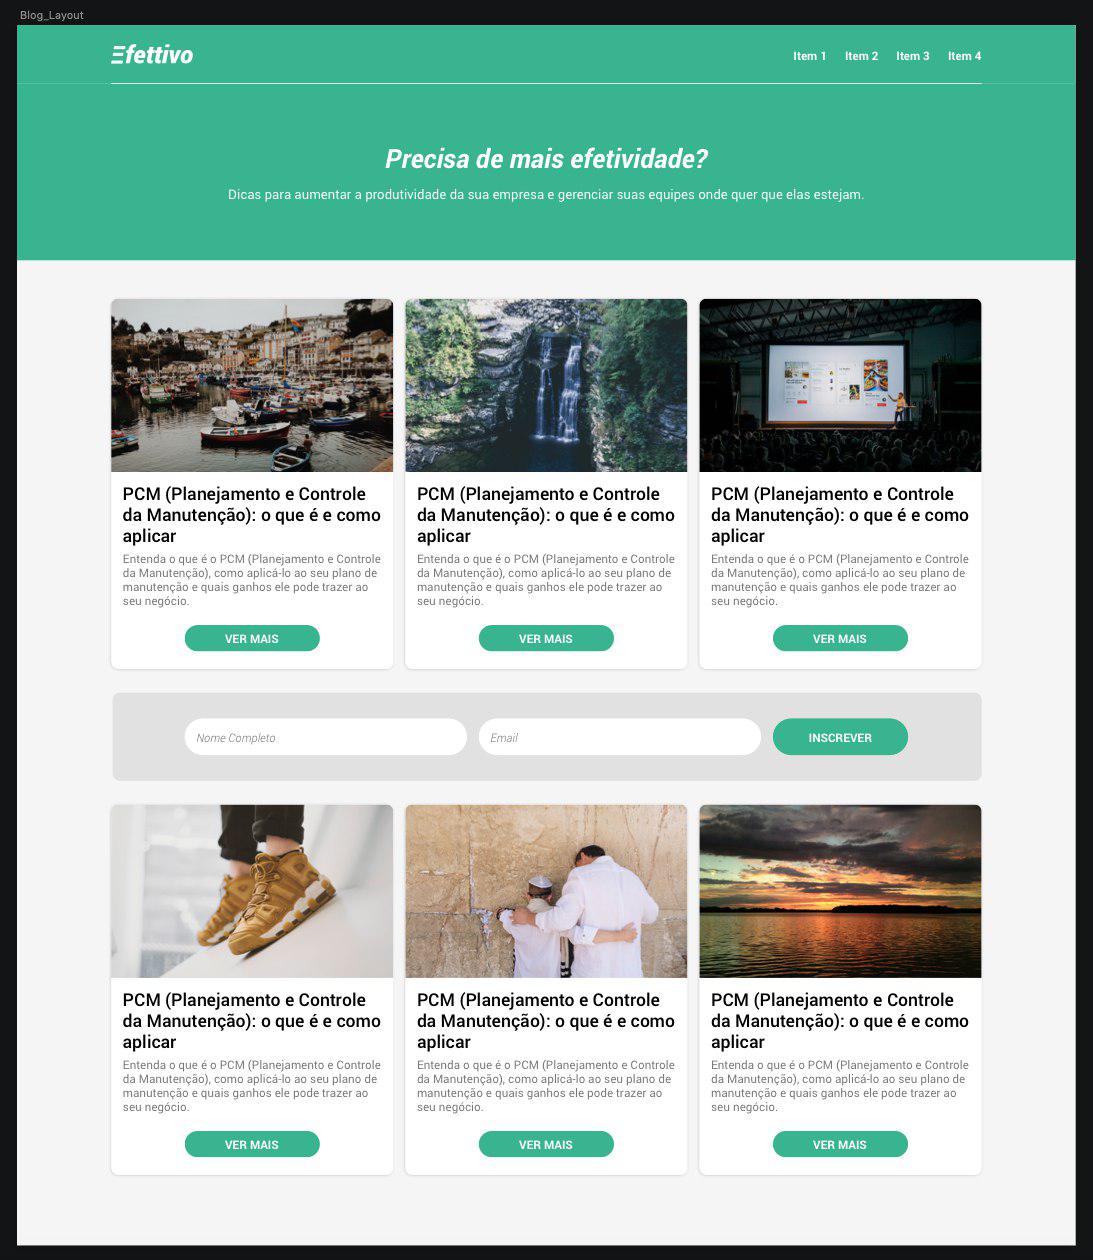 Blog_Layout
Efettivo
Item 1 Item 2 Item 3 Item 4
Precisa de mais efetividade?
Dicas para aumentar a produtividade da sua empresa e gerenciar suas equipes onde quer que elas estejam.
PCM (Planejamento e Controle
da Manutenção): o que é e como
aplicar
Entenda o que é o PCM (Planejamento e Controle
da Manutenção), como aplicá-lo ao seu plano de
manutenção e quais ganhos ele pode trazer ao
seu negócio.
VER MAIS
PCM (Planejamento e Controle
da Manutenção): o que é e como
aplicar
Entenda o que é o PCM (Planejamento e Controle
da Manutenção), como aplicá-lo ao seu plano de
manutenção e quais ganhos ele pode trazer ao
seu negócio.
VER MAIS
PCM (Planejamento e Controle
da Manutenção): o que é e como
aplicar
Entenda o que é o PCM (Planejamento e Controle
da Manutenção), como aplicá-lo ao seu plano de
manutenção e quais ganhos ele pode trazer ao
seu negócio.
VER MAIS
Nome Completo
Email
INSCREVER
PCM (Planejamento e Controle
da Manutenção): o que é e como
aplicar
Entenda o que é o PCM (Planejamento e Controle
da Manutenção), como aplicá-lo ao seu plano de
manutenção e quais ganhos ele pode trazer ao
seu negócio.
VER MAIS
PCM (Planejamento e Controle
da Manutenção): o que é e como
aplicar
Entenda o que é o PCM (Planejamento e Controle
da Manutenção), como aplicá-lo ao seu plano de
manutenção e quais ganhos ele pode trazer ao
seu negócio.
VER MAIS
PCM (Planejamento e Controle
da Manutenção): o que é e como
aplicar
Entenda o que é o PCM (Planejamento e Controle
da Manutenção), como aplicá-lo ao seu plano de
manutenção e quais ganhos ele pode trazer ao
seu negócio.
VER MAIS